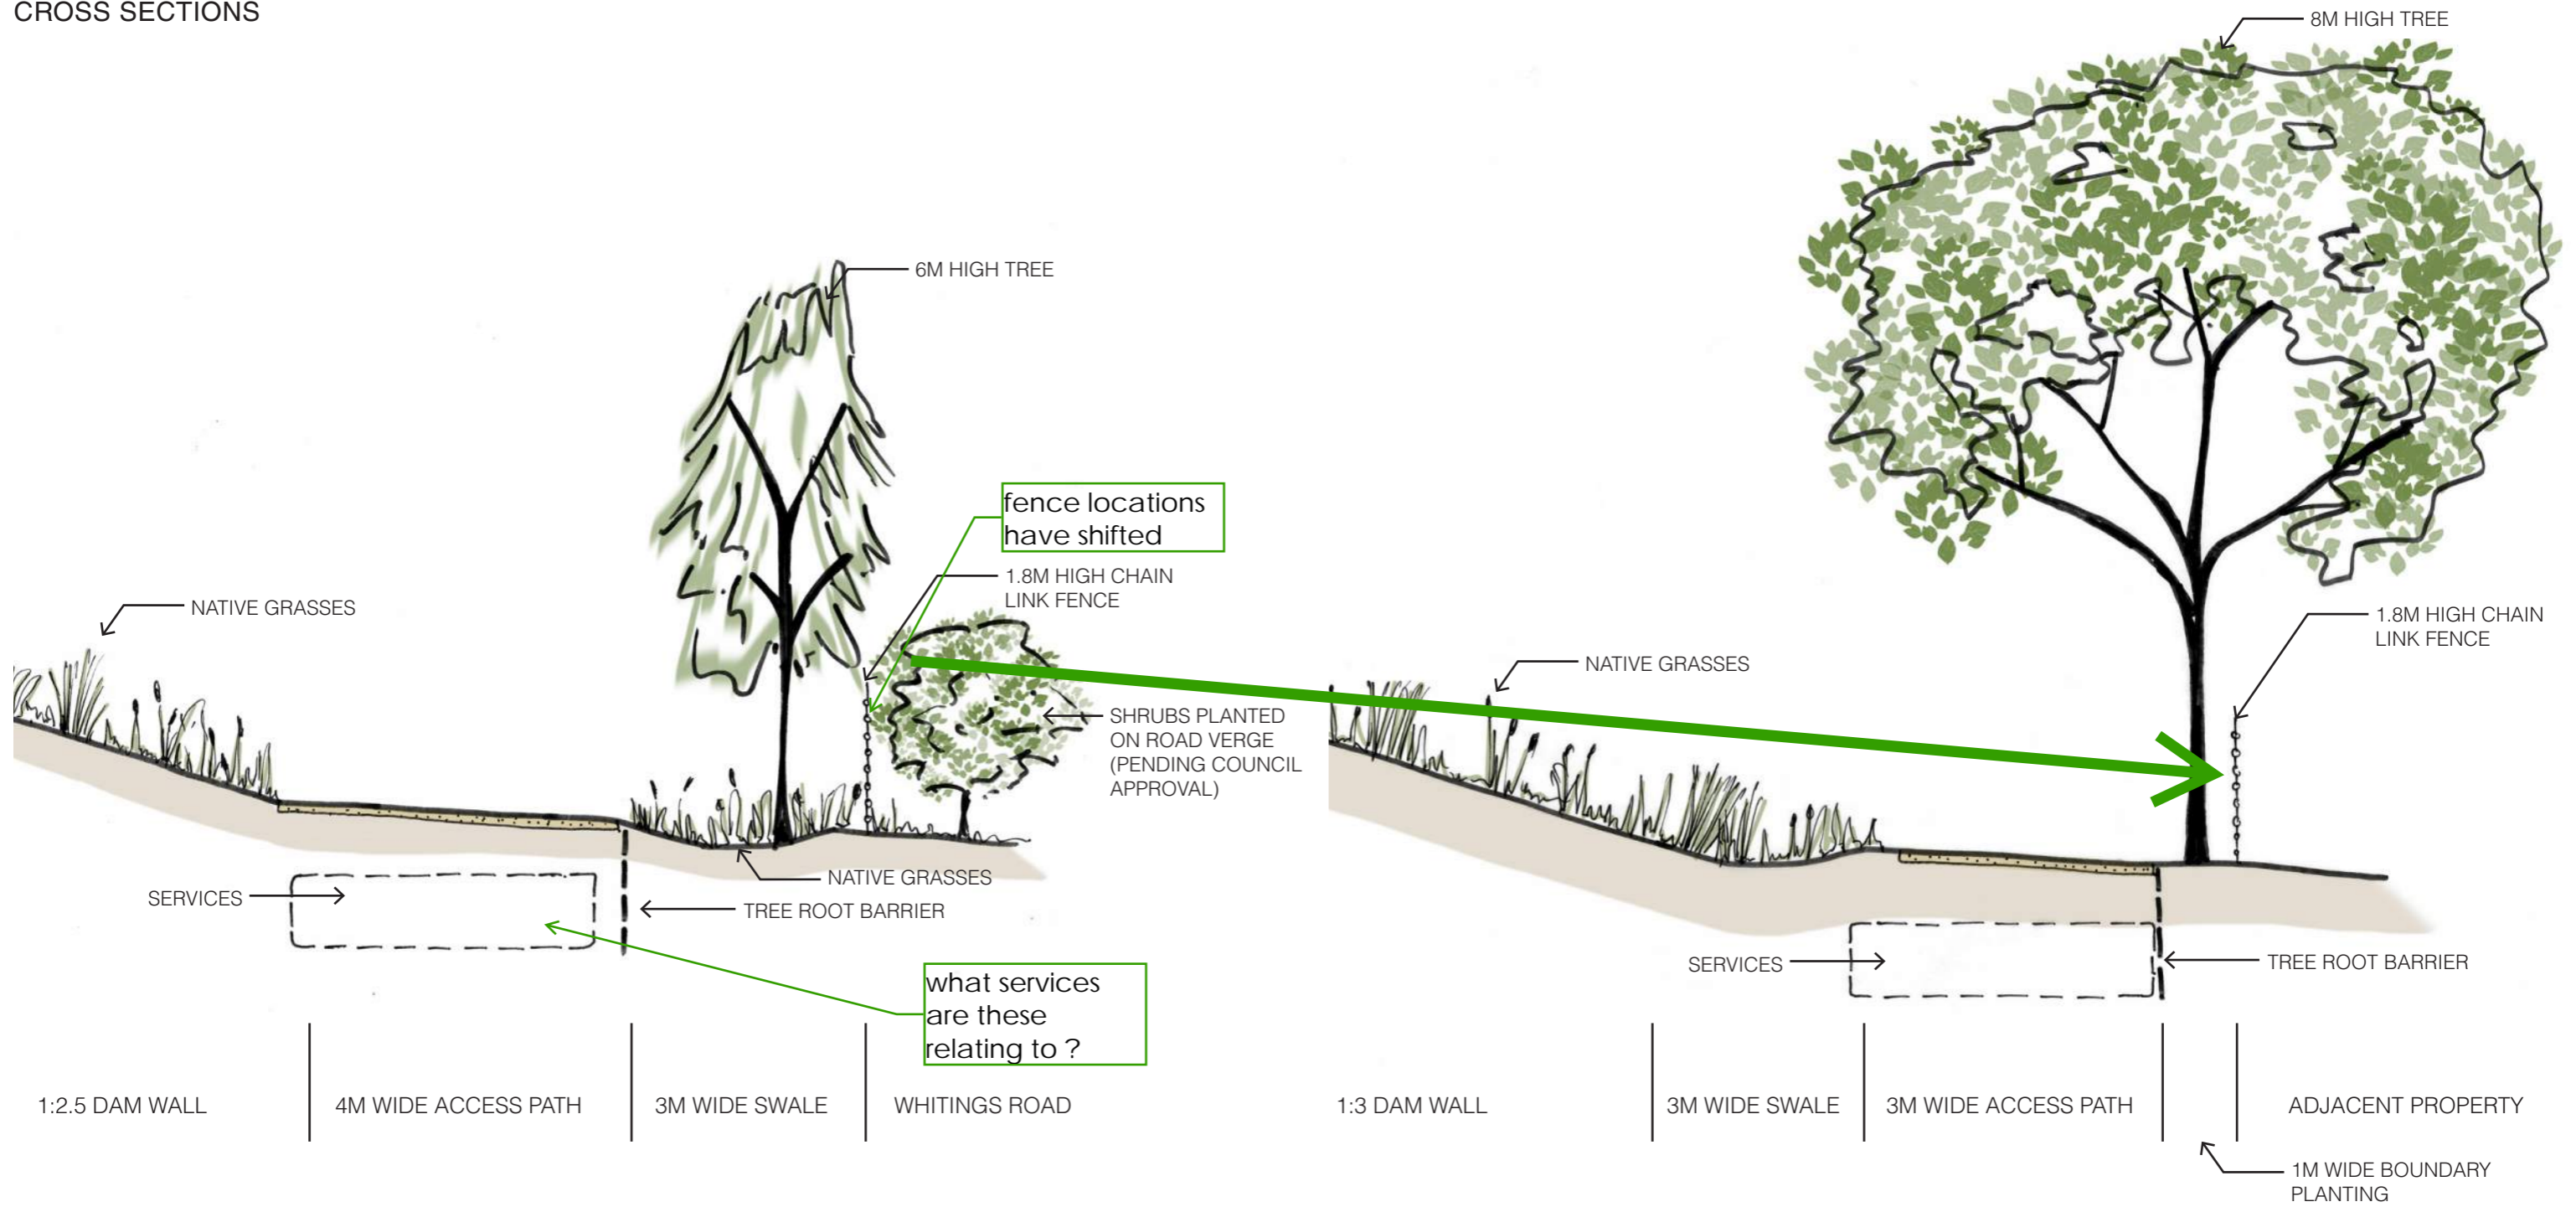 CROSS SECTIONS
6M HIGH TREE
fence locations
have shifted
1.8M HIGH CHAIN
LINK FENCE
NATIVE GRASSES
SHRUBS PLANTED
ON ROAD VERGE
(PENDING COUNCIL
APPROVAL)
NATIVE GRASSES
SERVICES
TREE ROOT BARRIER
what services
are these
relating to ?
1:2.5 DAM WALL
4M WIDE ACCESS PATH
3M WIDE SWALE
WHITINGS ROAD
8M HIGH TREE
1.8M HIGH CHAIN
LINK FENCE
NATIVE GRASSES
SERVICES
TREE ROOT BARRIER
1:3 DAM WALL
3M WIDE SWALE
3M WIDE ACCESS PATH
ADJACENT PROPERTY
1M WIDE BOUNDARY
PLANTING